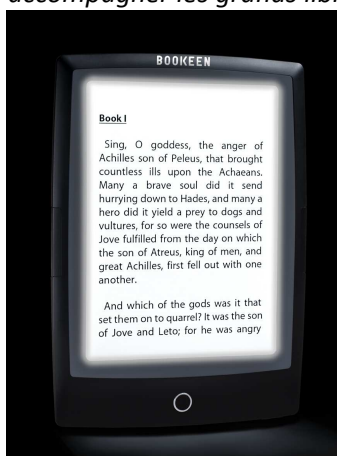 accompagner les grands
BOOKEEN
Book I
Sing, O goddess, the anger of
Achilles son of Peleus, that brought
countless ills upon the Achaeans.
Many a brave soul did it send
hurrying down to Hades, and many a
hero did it yield a prey to dogs and
vultures, for so were the counsels of
Jove fulfilled from the day on which
the son of Atreus, king of men, and
great Achilles, first fell out with one
another.
And which of the gods was it that
set them on to quarrel? It was the son
of Jove and Leto; for he was angry